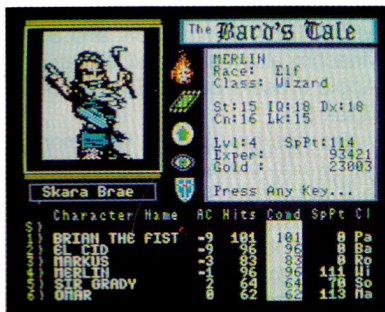 The Bard's Tale
MERLIN
Race: Elf
Class: Wizard
St:15 IQ:18 Dx:18
Cn:16 Lk:15
Lvl:4 SpPt:114
Exper: 93421
Gold : 23003
Press Any Key...
Skara Brae
Character Name AC Hits Cond SpPt Cl
S)
1) BRIAN THE FIST -9 101 101 0 Pa
2) EL CID -9 96 96 0 Ba
3) MARKUS -3 83 83 0 Ro
4) MERLIN -1 96 96 111 Wi
5) SIR GRADY 2 64 64 70 So
6) OMAR 0 62 62 113 Ma